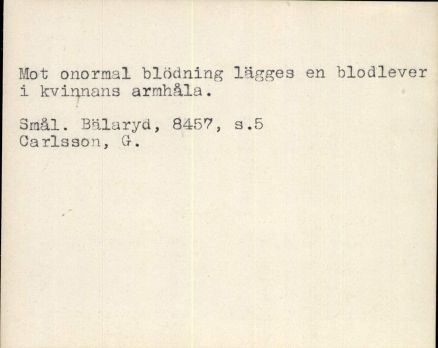 Mot onormal blödning lägges en blodlever
i kvinnans armhåla.
Smål. Bälaryd, 8457, s.5
Carlsson, G.